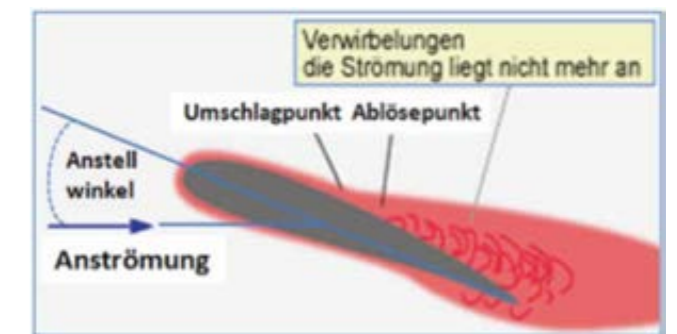 Verwirbelungen
die Strömung liegt nicht mehr an
Umschlagpunkt Ablösepunkt
Anstell
winkel
Anströmung